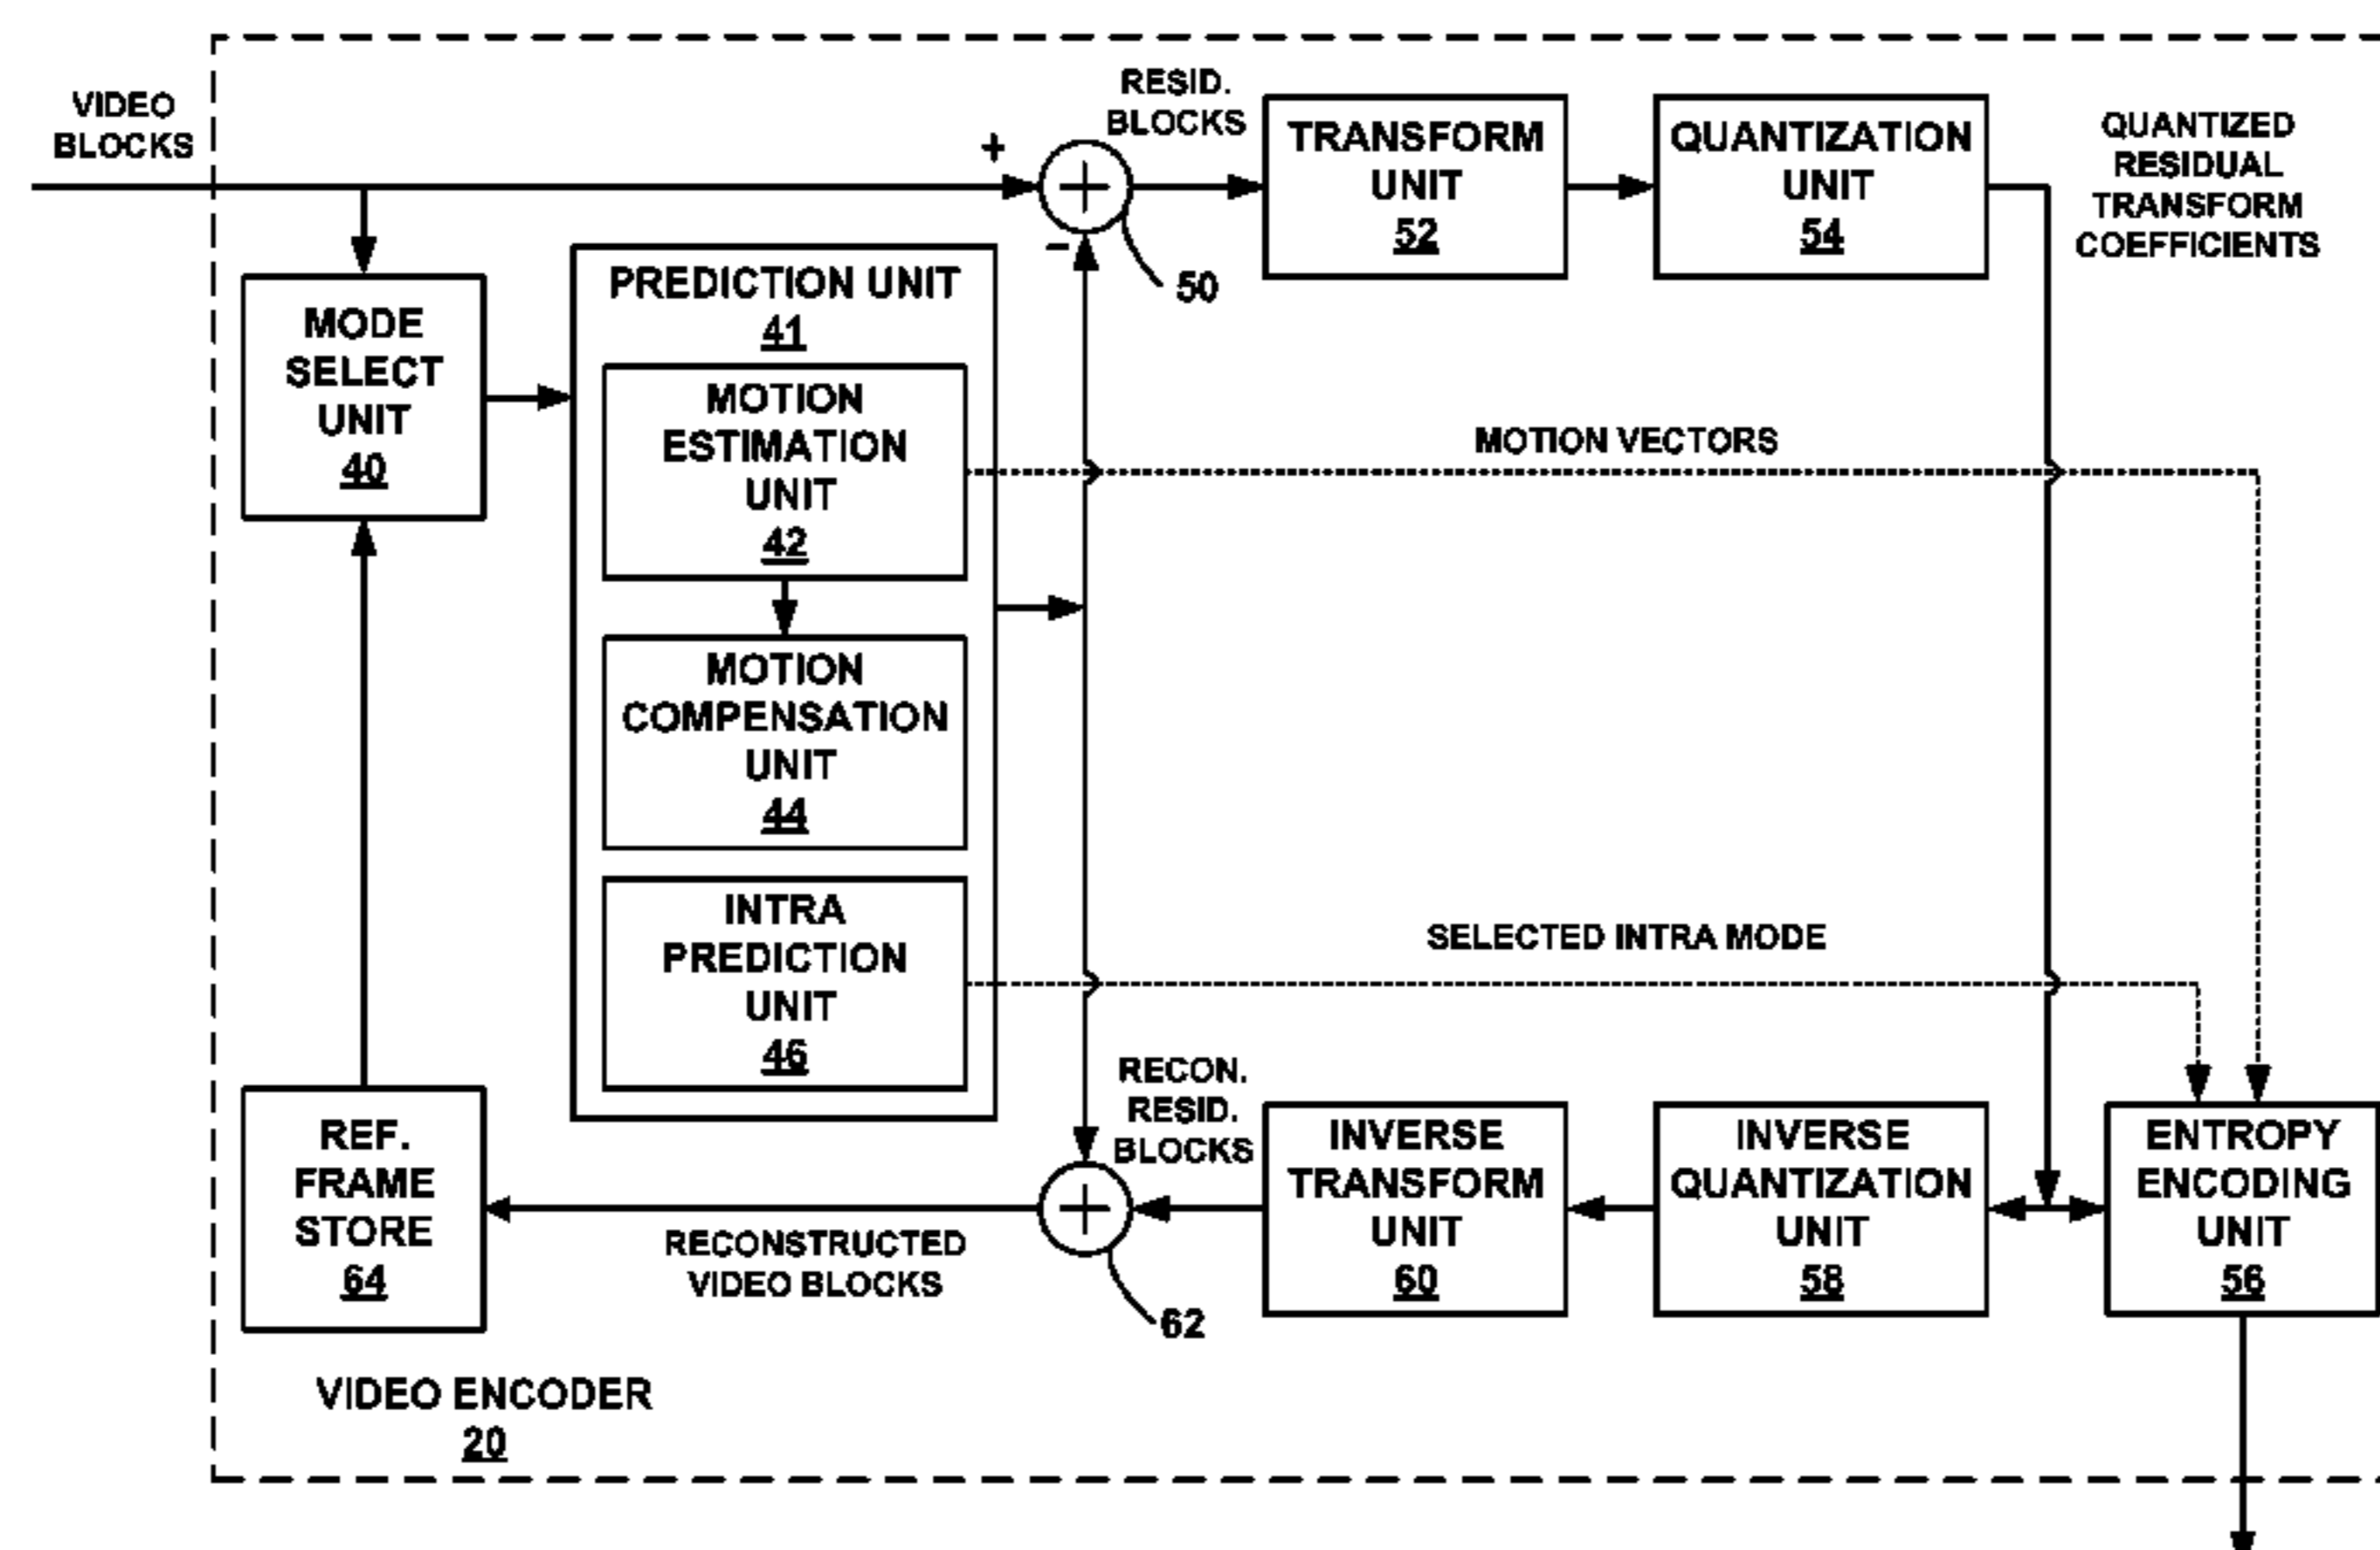 VIDEO
BLOCKS
+
RESID.
BLOCKS
TRANSFORM
UNIT
52
QUANTIZATION
UNIT
54
QUANTIZED
RESIDUAL
TRANSFORM
COEFFICIENTS
−
50
MODE
SELECT
UNIT
40
PREDICTION UNIT
41
MOTION
ESTIMATION
UNIT
42
MOTION VECTORS
MOTION
COMPENSATION
UNIT
44
INTRA
PREDICTION
UNIT
46
SELECTED INTRA MODE
REF.
FRAME
STORE
64
RECONSTRUCTED
VIDEO BLOCKS
RECON.
RESID.
BLOCKS
62
INVERSE
TRANSFORM
UNIT
60
INVERSE
QUANTIZATION
UNIT
58
ENTROPY
ENCODING
UNIT
56
VIDEO ENCODER
20